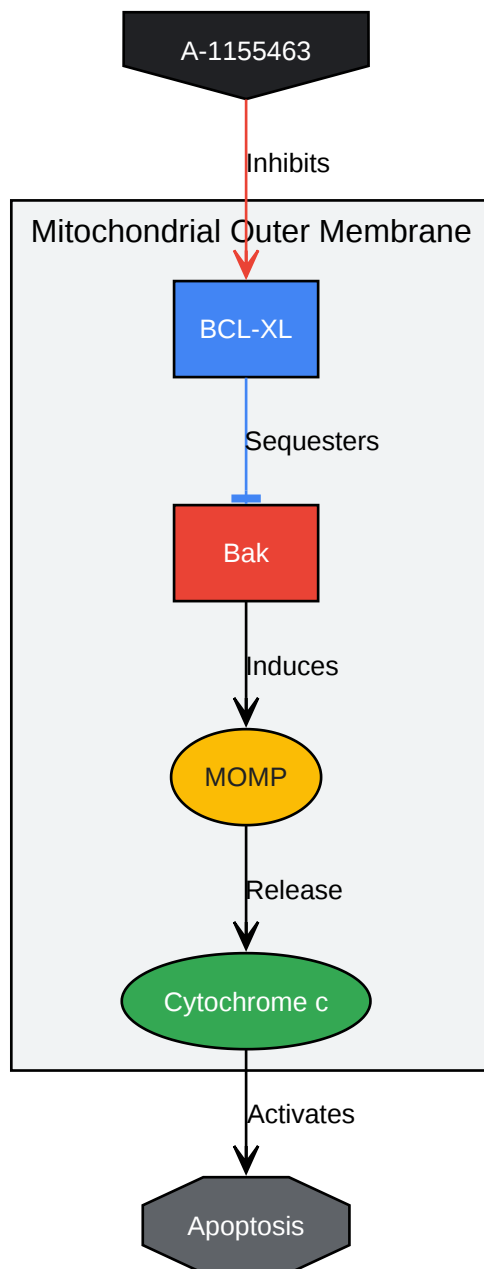 A-1155463
Inhibits
Mitochondrial Outer Membrane
BCL-XL
Sequesters
Bak
Induces
MOMP
Release
Cytochrome c
Activates
Apoptosis